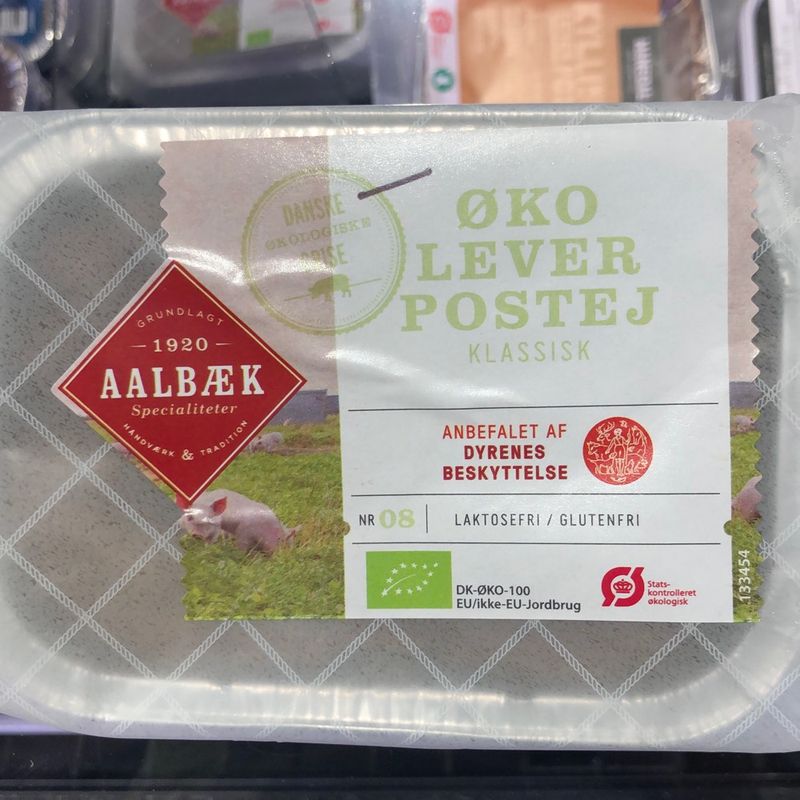 DANSKE
ØKOLOGISKE
GRISE
ØKO
LEVER
POSTEJ
KLASSISK
GRUNDLAGT
1920
AALBÆK
Specialiteter
HÅNDVÆRK & TRADITION
ANBEFALET AF
DYRENES
BESKYTTELSE
NR 08
LAKTOSEFRI / GLUTENFRI
DK-ØKO-100
EU/ikke-EU-Jordbrug
Stats-
kontrolleret
økologisk
133454